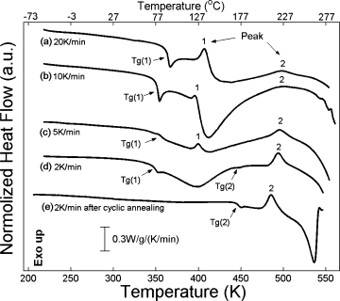 Temperature (°C)
-73 -23 27 77 127 177 227 277
(a) 20K/min
Peak
1
2
Tg(1)
(b) 10K/min
1
2
Tg(1)
(c) 5K/min
1
2
Tg(1)
(d) 2K/min
2
Tg(1)
Tg(2)
(e) 2K/min after cyclic annealing
2
Tg(2)
0.3W/g/(K/min)
Exo up
Normolized Heat Flow (a.u.)
200 250 300 350 400 450 500 550
Temperature (K)